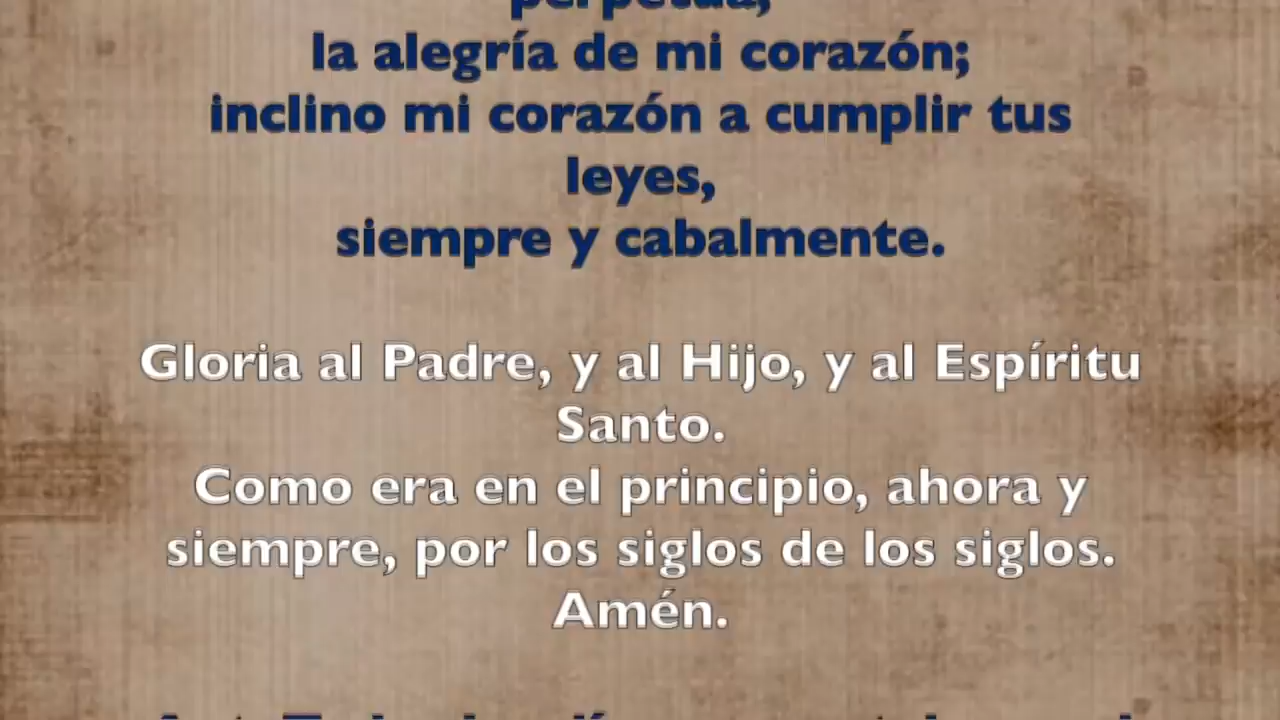 perpetua,
la alegría de mi corazón;
inclino mi corazón a cumplir tus
leyes,
siempre y cabalmente.
Gloria al Padre, y al Hijo, y al Espíritu
Santo.
Como era en el principio, ahora y
siempre, por los siglos de los siglos.
Amén.